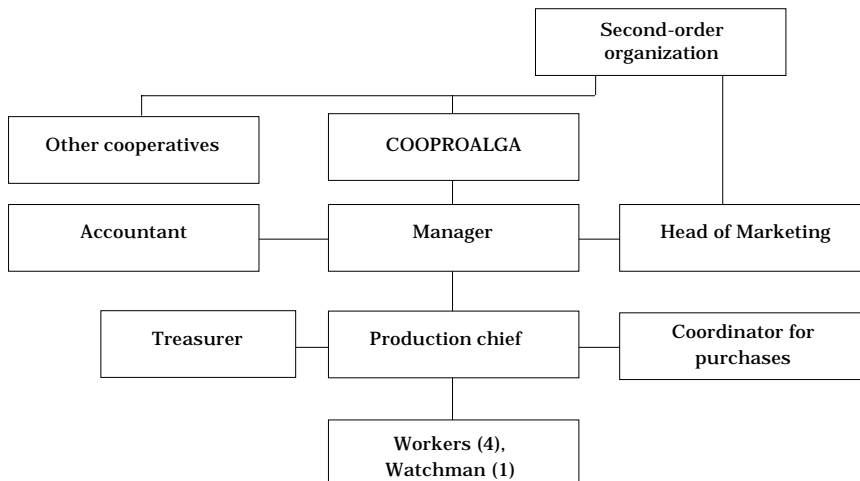 Second-order
organization
Other cooperatives
COOPROALGA
Accountant
Manager
Head of Marketing
Treasurer
Production chief
Coordinator for
purchases
Workers (4),
Watchman (1)